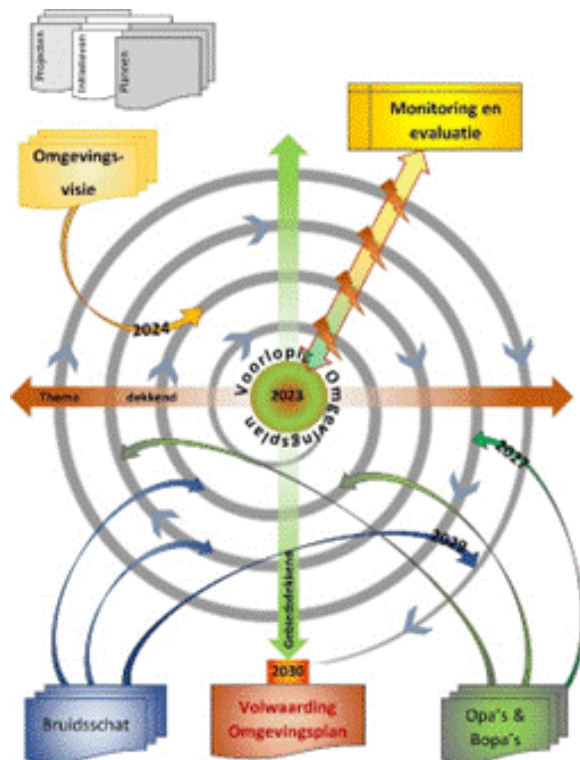 Projecten
Initiatieven
Plannen
Monitoring en
evaluatie
Omgevings-
visie
2024
Voorlopig Omgevingsplan
2023
Thema dekkend
2027
2029
Gebiedsdekkend
2030
Bruidsschat
Volwaarding
Omgevingsplan
Opa's &
Bopa's